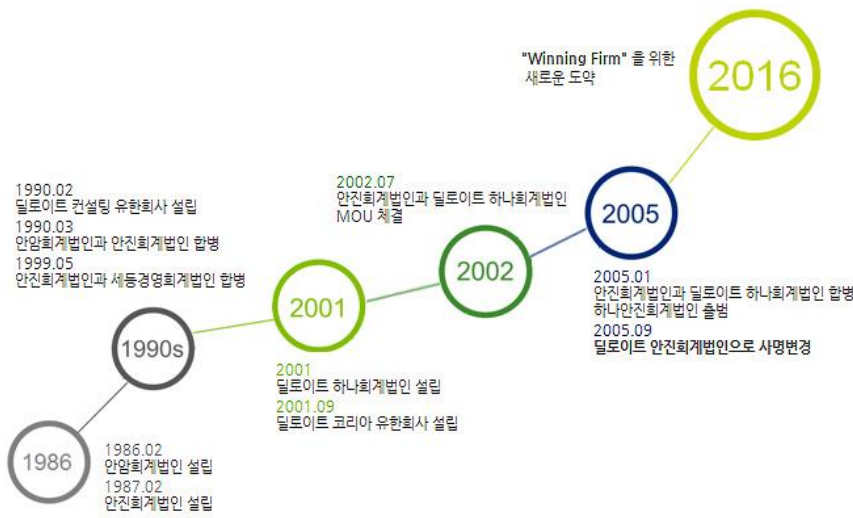 1986
1986.02
안암회계법인 설립
1987.02
안진회계법인 설립
1990s
1990.02
딜로이트 컨설팅 유한회사 설립
1990.03
안암회계법인과 안진회계법인 합병
1999.05
안진회계법인과 세동경영회계법인 합병
2001
2001
딜로이트 하나회계법인 설립
2001.09
딜로이트 코리아 유한회사 설립
2002
2002.07
안진회계법인과 딜로이트 하나회계법인
MOU 체결
2005
2005.01
안진회계법인과 딜로이트 하나회계법인 합병
하나안진회계법인 출범
2005.09
딜로이트 안진회계법인으로 사명변경
2016
"Winning Firm" 을 위한
새로운 도약